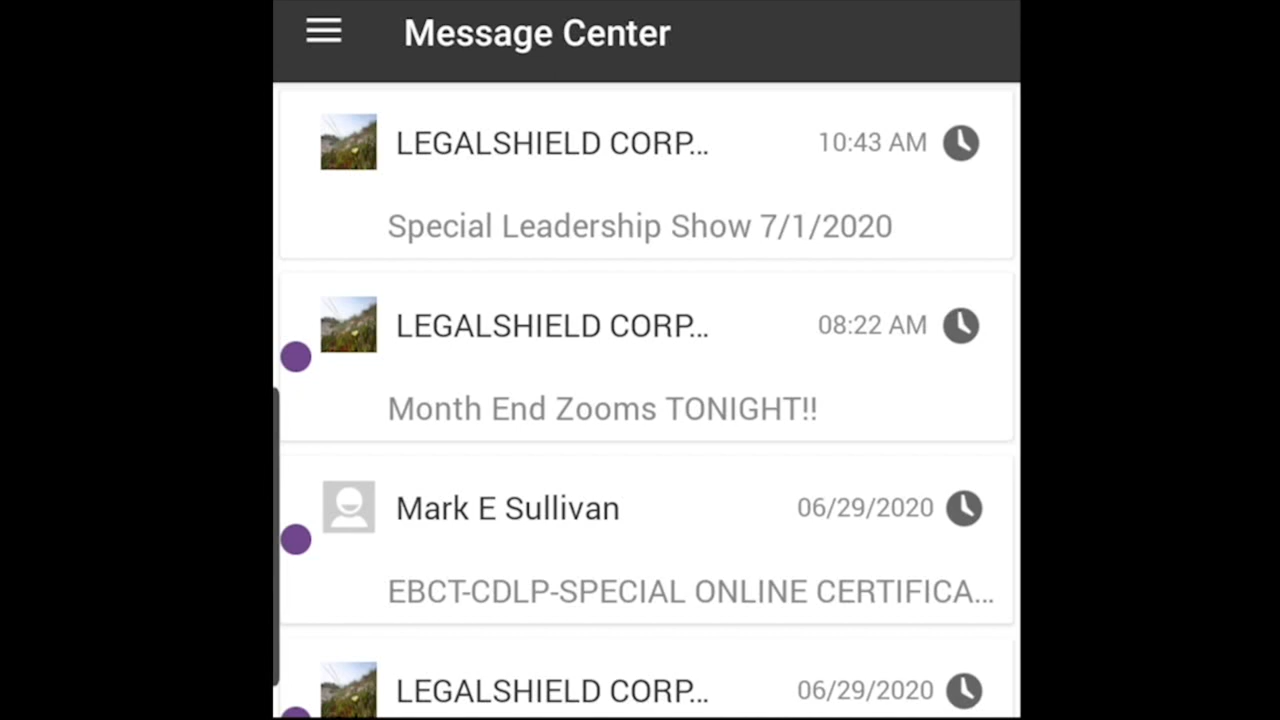 Message Center
LEGALSHIELD CORP...
10:43 AM
Special Leadership Show 7/1/2020
LEGALSHIELD CORP...
08:22 AM
Month End Zooms TONIGHT!!
Mark E Sullivan
06/29/2020
EBCT-CDLP-SPECIAL ONLINE CERTIFICA...
LEGALSHIELD CORP...
06/29/2020